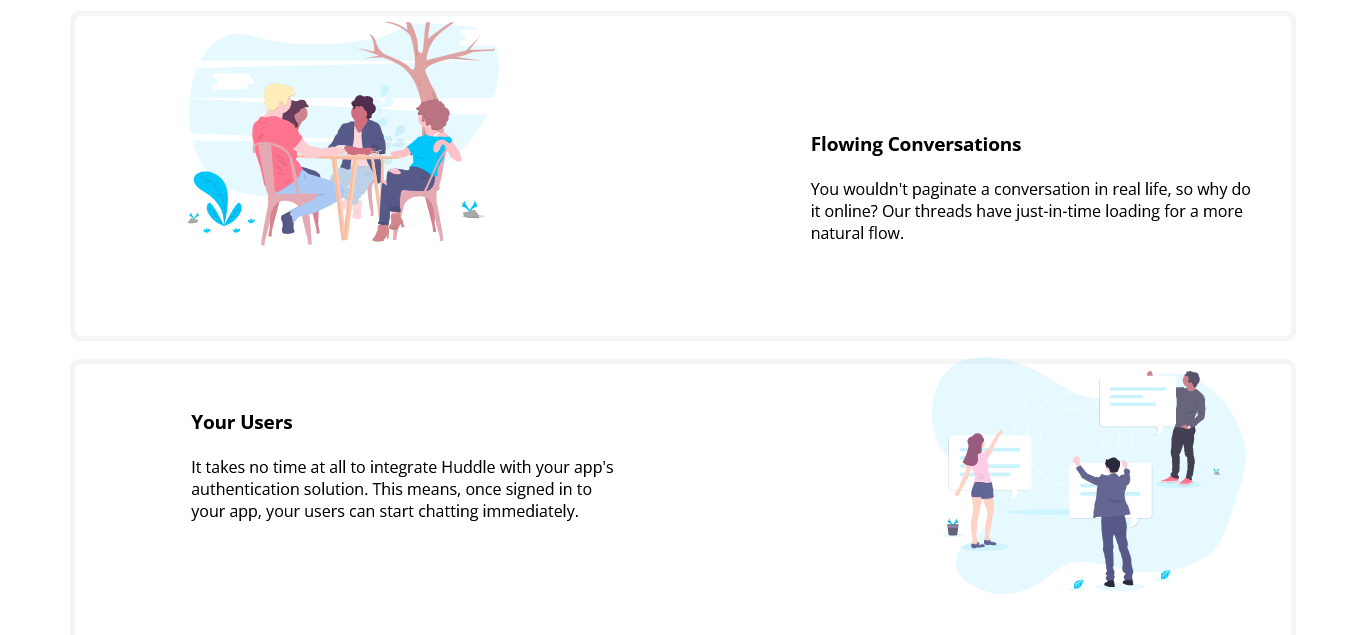 Flowing Conversations
You wouldn't paginate a conversation in real life, so why do
it online? Our threads have just-in-time loading for a more
natural flow.
Your Users
It takes no time at all to integrate Huddle with your app's
authentication solution. This means, once signed in to
your app, your users can start chatting immediately.